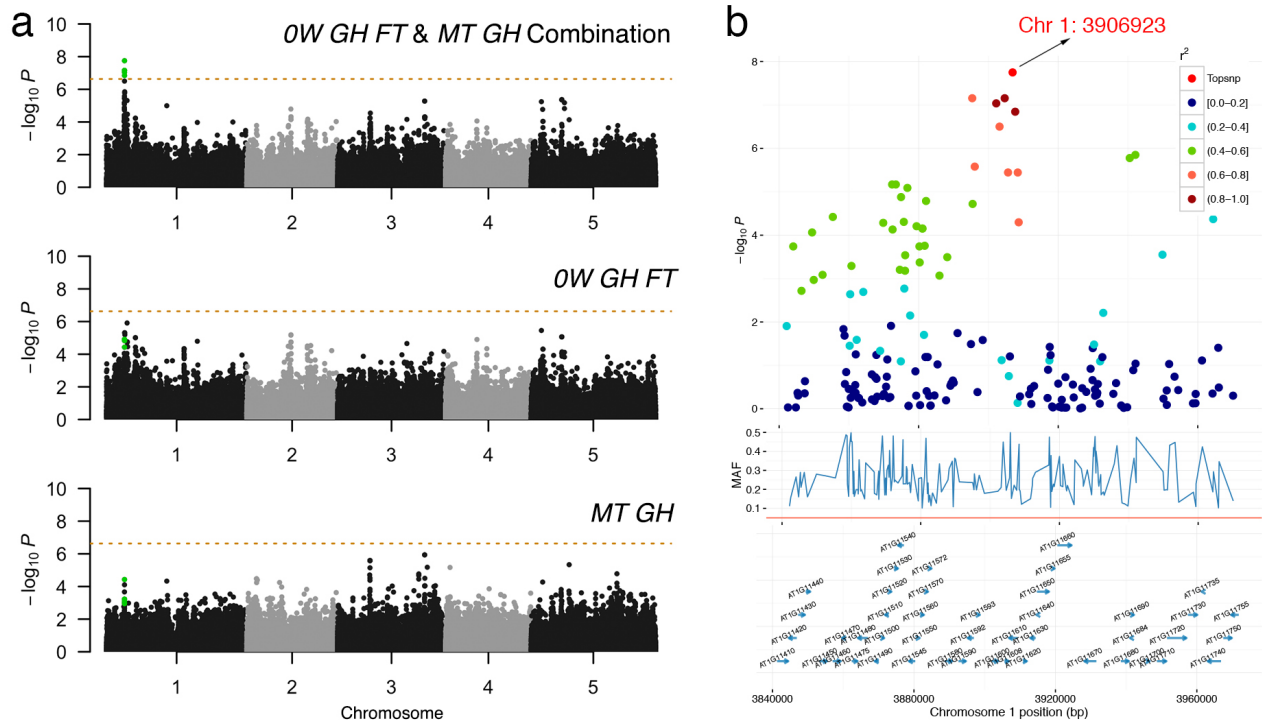 a
0W GH FT & MT GH Combination
10
8
6
4
2
0
−log10 P
1
2
3
4
5
0W GH FT
10
8
6
4
2
0
−log10 P
1
2
3
4
5
MT GH
10
8
6
4
2
0
−log10 P
1
2
3
4
5
Chromosome
b
Chr 1: 3906923
r2
Topsnp
[0.0−0.2]
(0.2−0.4]
(0.4−0.6]
(0.6−0.8]
(0.8−1.0]
8
6
4
2
0
−log10 P
0.5
0.4
0.3
0.2
0.1
MAF
AT1G11540
AT1G11660
AT1G11530
AT1G11572
AT1G11655
AT1G11440
AT1G11520
AT1G11570
AT1G11650
AT1G11735
AT1G11430
AT1G11510
AT1G11560
AT1G11593
AT1G11640
AT1G11690
AT1G11730
AT1G11755
AT1G11420
AT1G11470
AT1G11480
AT1G11500
AT1G11550
AT1G11592
AT1G11610
AT1G11630
AT1G11684
AT1G11720
AT1G11750
AT1G11410
AT1G11450
AT1G11460
AT1G11475
AT1G11490
AT1G11545
AT1G11580
AT1G11590
AT1G11600
AT1G11608
AT1G11620
AT1G11670
AT1G11680
AT1G11700
AT1G11710
AT1G11740
3840000
3880000
3920000
3960000
Chromosome 1 position (bp)